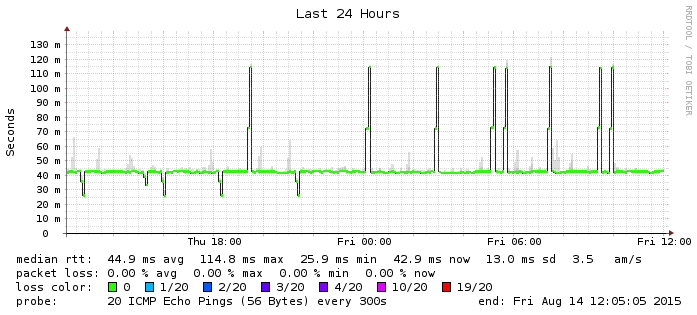 Last 24 Hours
RRDTOOL / TOBI OETIKER
Seconds
130 m
120 m
110 m
100 m
90 m
80 m
70 m
60 m
50 m
40 m
30 m
20 m
10 m
0
Thu 18:00 Fri 00:00 Fri 06:00 Fri 12:00
median rtt: 44.9 ms avg 114.8 ms max 25.9 ms min 42.9 ms now 13.0 ms sd 3.5 am/s
packet loss: 0.00 % avg 0.00 % max 0.00 % min 0.00 % now
loss color: 0 1/20 2/20 3/20 4/20 10/20 19/20
probe: 20 ICMP Echo Pings (56 Bytes) every 300s end: Fri Aug 14 12:05:05 2015